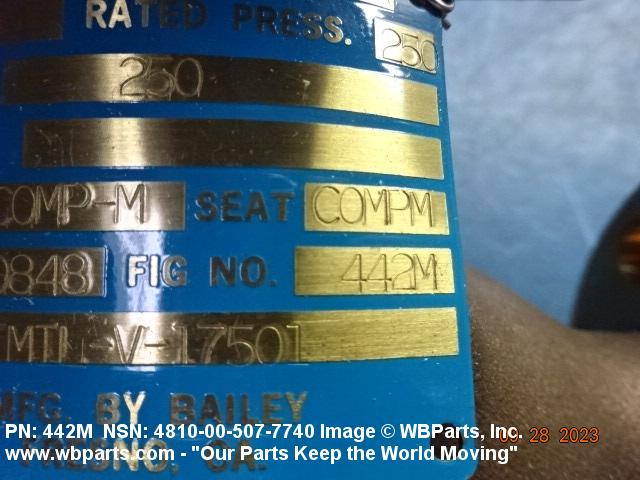 RATED PRESS. 250
250
COMP-M SEAT COMPM
0848 FIG NO. 442M
MIL-V-17501
MFG. BY BAILEY
FRESNO, CA.
PN: 442M NSN: 4810-00-507-7740 Image © WBParts, Inc.
www.wbparts.com - "Our Parts Keep the World Moving"
09 28 2023